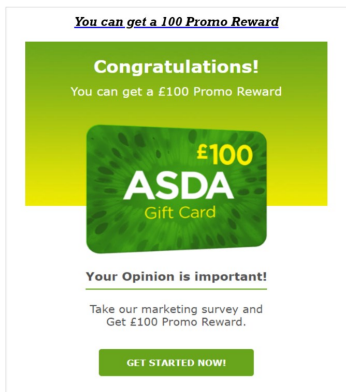 You can get a 100 Promo Reward
Congratulations!
You can get a £100 Promo Reward
£100
ASDA
Gift Card
Your Opinion is important!
Take our marketing survey and
Get £100 Promo Reward.
GET STARTED NOW!